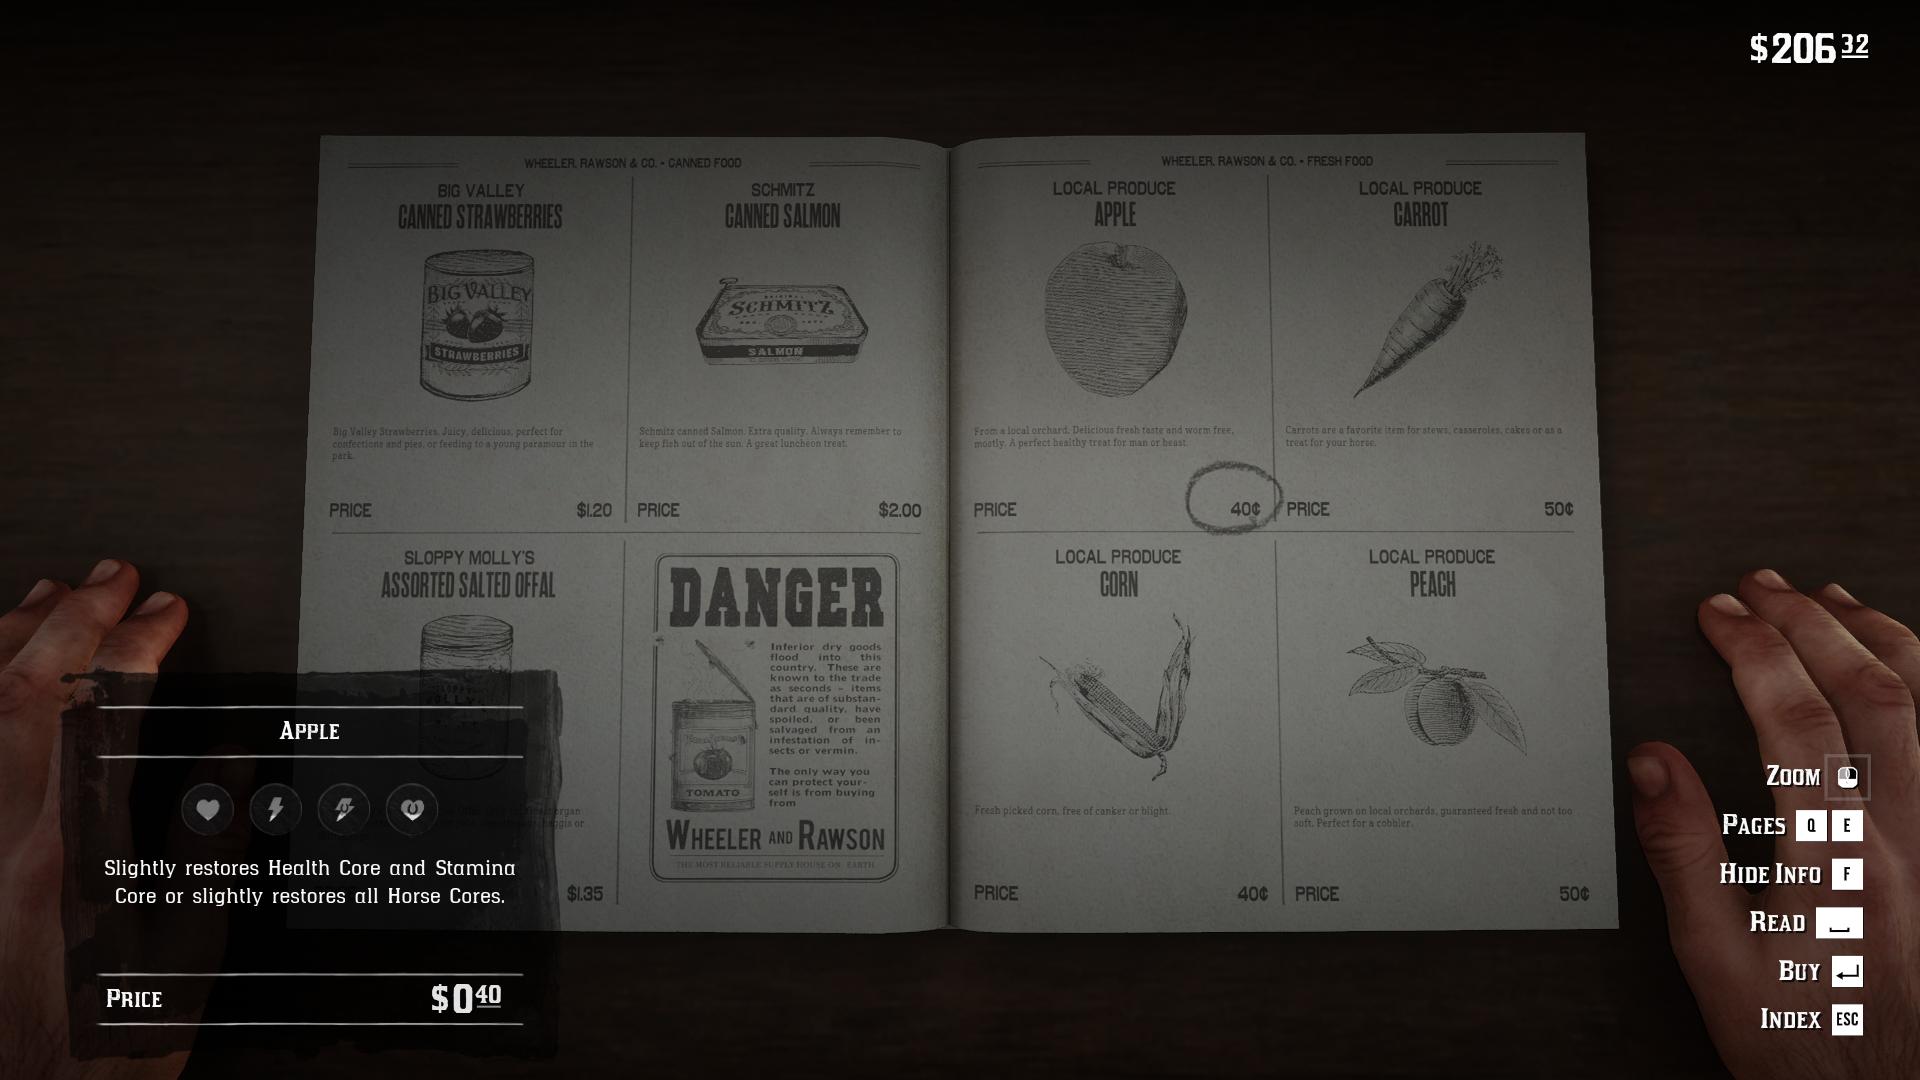 $206 32
WHEELER, RAWSON & CO. - CANNED FOOD
BIG VALLEY
CANNED STRAWBERRIES
BIG VALLEY
STRAWBERRIES
Big Valley Strawberries. Juicy, delicious, perfect for
confections and pies, or feeding to a young paramour in the
park.
PRICE $1.20
SCHMITZ
CANNED SALMON
ORIGINAL
SCHMITZ
SALMON
Schmitz canned Salmon. Extra quality. Always remember to
keep fish out of the sun. A great luncheon treat.
PRICE $2.00
SLOPPY MOLLY'S
ASSORTED SALTED OFFAL
$1.35
DANGER
Inferior dry goods
flood into this
country. These are
known to the trade
as seconds - items
that are of substan-
dard quality, have
spoiled, or been
salvaged from an
infestation of in-
sects or vermin.
The only way you
can protect your-
self is from buying
from
TOMATO
WHEELER AND RAWSON
THE MOST RELIABLE SUPPLY HOUSE ON EARTH
WHEELER, RAWSON & CO. - FRESH FOOD
LOCAL PRODUCE
APPLE
From a local orchard. Delicious fresh taste and worm free,
mostly. A perfect healthy treat for man or beast.
PRICE 40¢
LOCAL PRODUCE
CARROT
Carrots are a favorite item for stews, casseroles, cakes or as a
treat for your horse.
PRICE 50¢
LOCAL PRODUCE
CORN
Fresh picked corn, free of canker or blight.
PRICE 40¢
LOCAL PRODUCE
PEACH
Peach grown on local orchards, guaranteed fresh and not too
soft. Perfect for a cobbler.
PRICE 50¢
APPLE
Slightly restores Health Core and Stamina
Core or slightly restores all Horse Cores.
PRICE $0 40
ZOOM
PAGES Q E
HIDE INFO F
READ
BUY
INDEX ESC